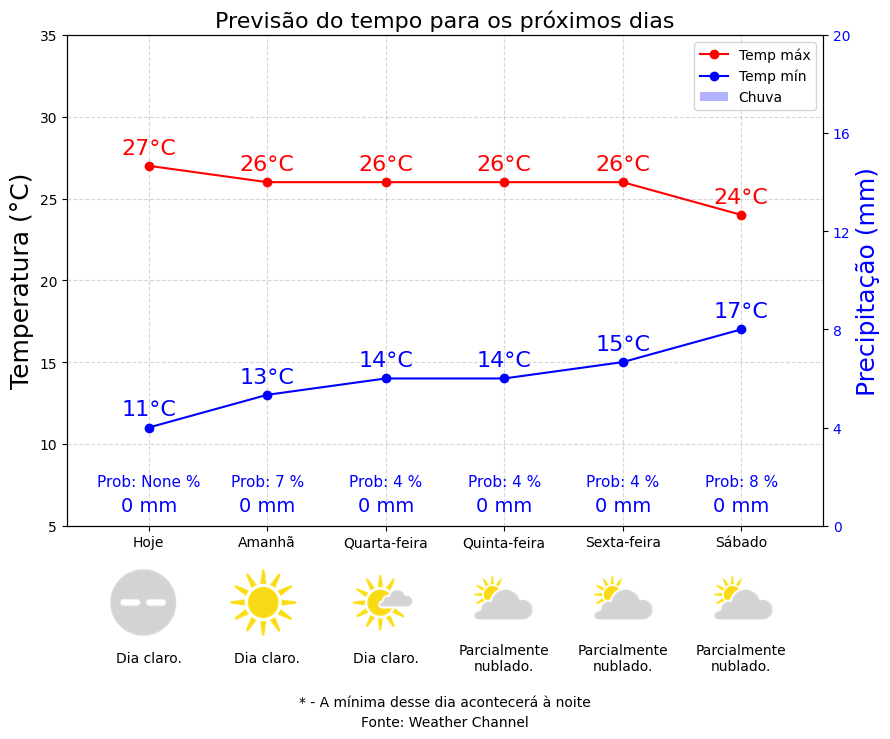 Previsão do tempo para os próximos dias
35
30
25
20
15
10
5
Temperatura (°C)
20
16
12
8
4
0
Precipitação (mm)
Temp máx
Temp mín
Chuva
27°C 26°C 26°C 26°C 26°C 24°C
11°C 13°C 14°C 14°C 15°C 17°C
Prob: None % Prob: 7 % Prob: 4 % Prob: 4 % Prob: 4 % Prob: 8 %
0 mm 0 mm 0 mm 0 mm 0 mm 0 mm
Hoje Amanhã Quarta-feira Quinta-feira Sexta-feira Sábado
Dia claro.
Dia claro.
Dia claro.
Parcialmente
nublado.
Parcialmente
nublado.
Parcialmente
nublado.
* - A mínima desse dia acontecerá à noite
Fonte: Weather Channel